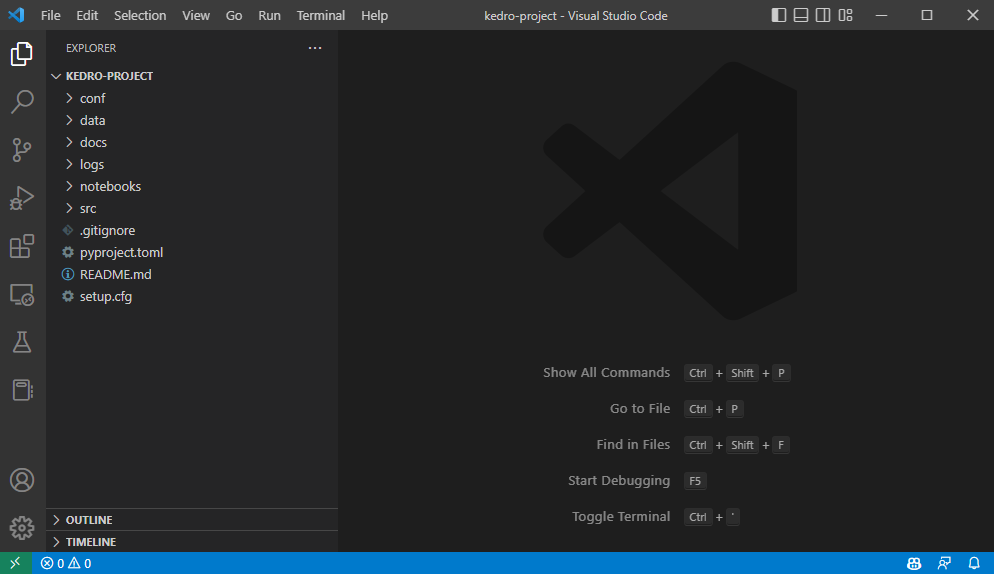 File Edit Selection View Go Run Terminal Help kedro-project - Visual Studio Code
EXPLORER
KEDRO-PROJECT
conf
data
docs
logs
notebooks
src
.gitignore
pyproject.toml
README.md
setup.cfg
Show All Commands Ctrl + Shift + P
Go to File Ctrl + P
Find in Files Ctrl + Shift + F
Start Debugging F5
Toggle Terminal Ctrl + `
OUTLINE
TIMELINE
0 0